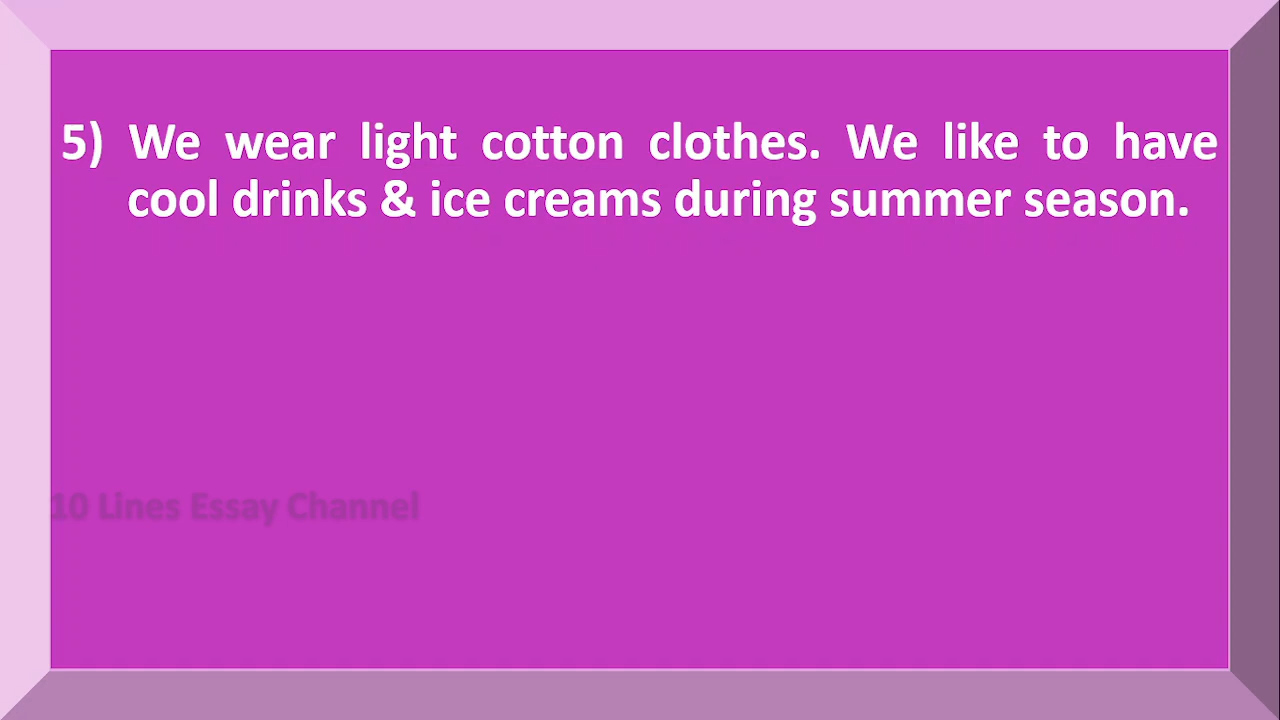 5) We wear light cotton clothes. We like to have
cool drinks & ice creams during summer season.
10 Lines Essay Channel